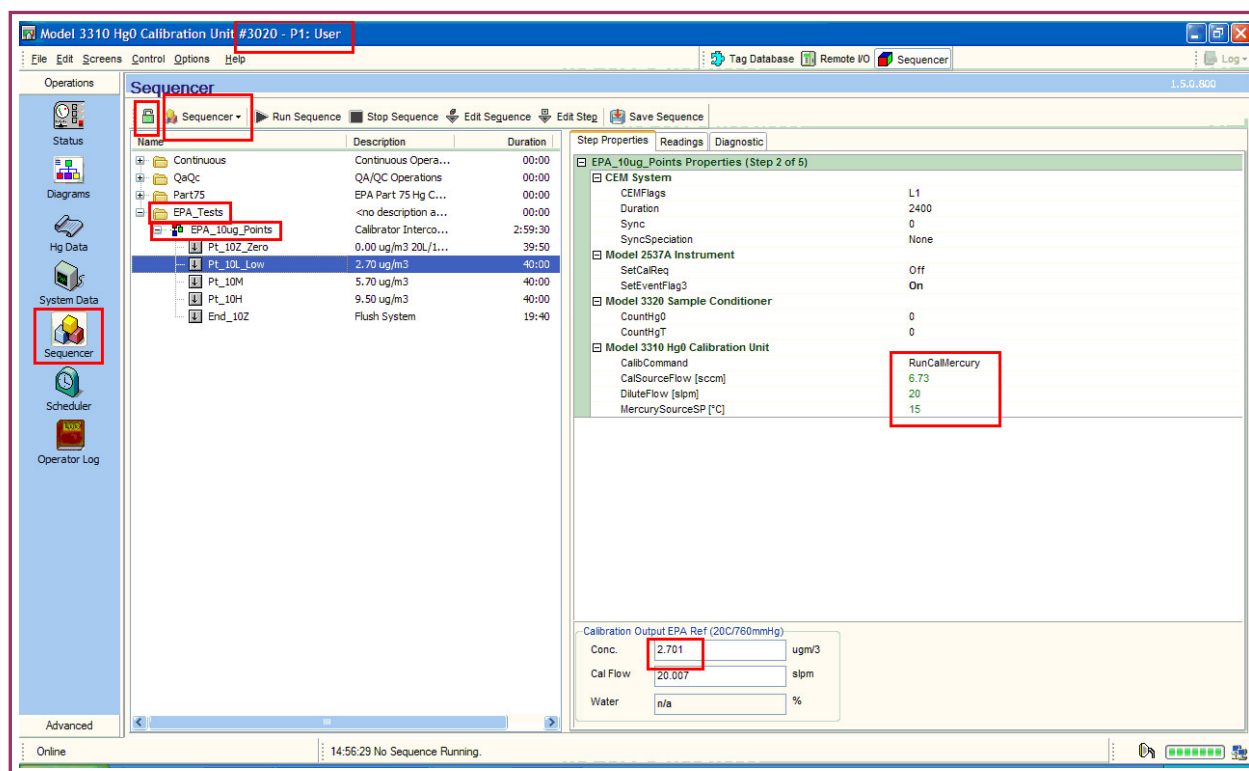 Model 3310 Hg0 Calibration Unit #3020 - P1: User
File Edit Screens Control Options Help
Tag Database Remote I/O Sequencer
Log
Operations
Sequencer
1.5.0.800
Sequencer Run Sequence Stop Sequence Edit Sequence Edit Step Save Sequence
Status
Diagrams
Hg Data
System Data
Sequencer
Scheduler
Operator Log
Advanced
Name Description Duration
Continuous Continuous Opera... 00:00
QaQc QA/QC Operations 00:00
Part75 EPA Part 75 Hg C... 00:00
EPA_Tests <no description a... 00:00
EPA_10ug_Points Calibrator Interco... 2:59:30
Pt_10Z_Zero 0.00 ug/m3 20L/1... 39:50
Pt_10L_Low 2.70 ug/m3 40:00
Pt_10M 5.70 ug/m3 40:00
Pt_10H 9.50 ug/m3 40:00
End_10Z Flush System 19:40
Step Properties Readings Diagnostic
EPA_10ug_Points Properties (Step 2 of 5)
CEM System
CEMFlags L1
Duration 2400
Sync 0
SyncSpeciation None
Model 2537A Instrument
SetCalReq Off
SetEventFlag3 On
Model 3320 Sample Conditioner
CountHg0 0
CountHgT 0
Model 3310 Hg0 Calibration Unit
CalibCommand RunCalMercury
CalSourceFlow [sccm] 6.73
DiluteFlow [slpm] 20
MercurySourceSP [°C] 15
Calibration Output EPA Ref (20C/760mmHg)
Conc. 2.701 ugm/3
Cal Flow 20.007 slpm
Water n/a %
Online
14:56:29 No Sequence Running.